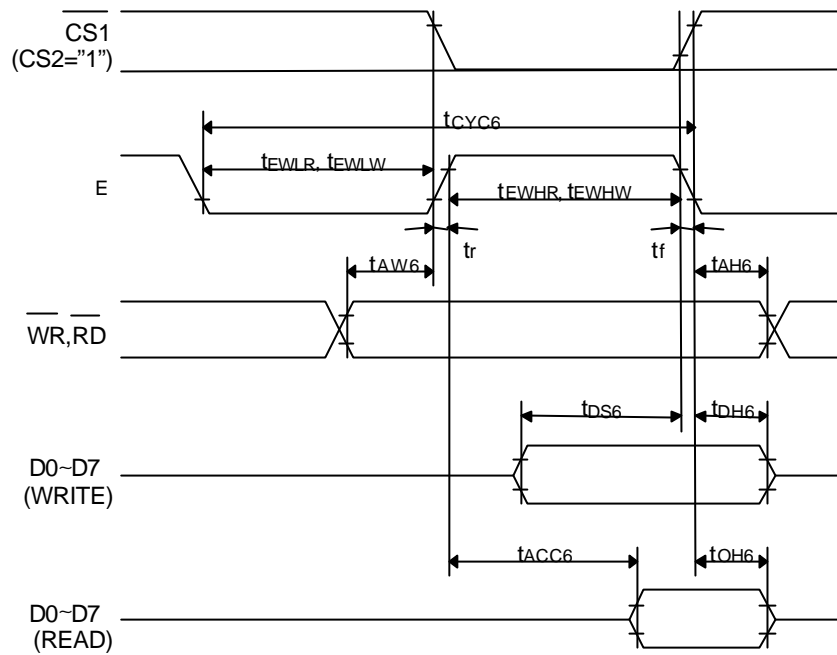 CS1
(CS2="1")
tCYC6
tEWLR, tEWLW
E
tEWHR, tEWHW
tr
tf
tAW6
tAH6
WR,RD
tDS6
tDH6
D0~D7
(WRITE)
tACC6
tOH6
D0~D7
(READ)